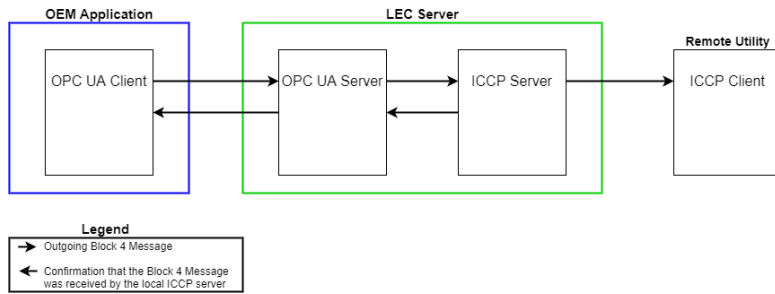 OEM Application
LEC Server
Remote Utility
OPC UA Client
OPC UA Server
ICCP Server
ICCP Client
Legend
Outgoing Block 4 Message
Confirmation that the Block 4 Message
was received by the local ICCP server